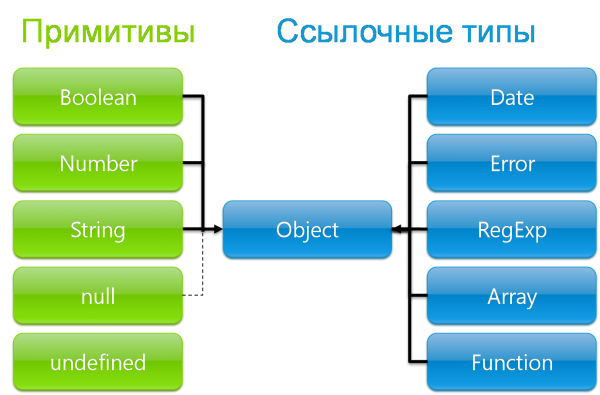 Примитивы
Ссылочные типы
Boolean
Date
Number
Error
String
Object
RegExp
null
Array
undefined
Function